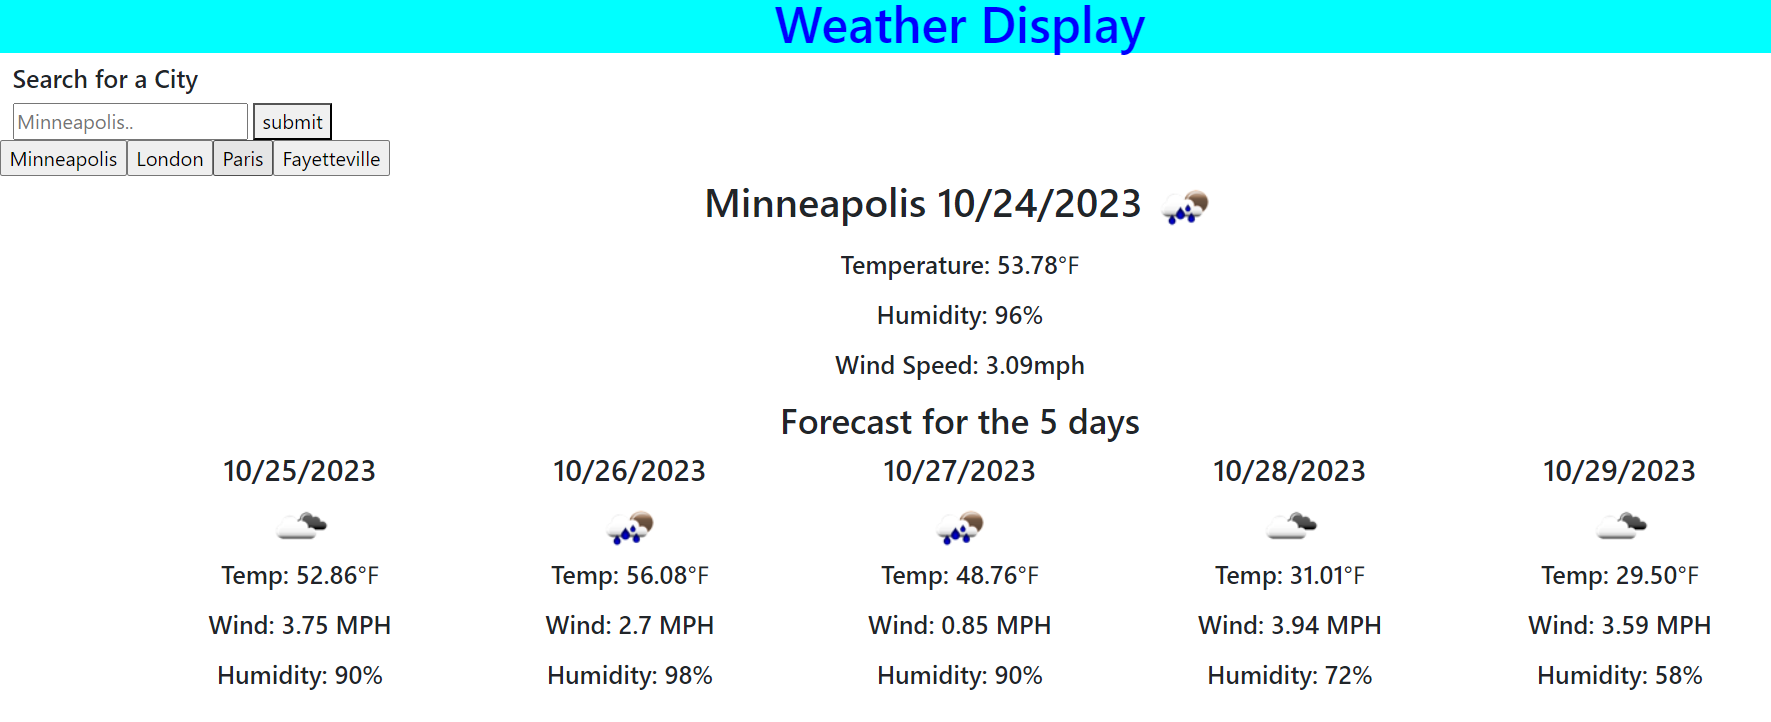 Weather Display
Search for a City
Minneapolis.. submit
Minneapolis London Paris Fayetteville
Minneapolis 10/24/2023
Temperature: 53.78°F
Humidity: 96%
Wind Speed: 3.09mph
Forecast for the 5 days
10/25/2023 10/26/2023 10/27/2023 10/28/2023 10/29/2023
Temp: 52.86°F Temp: 56.08°F Temp: 48.76°F Temp: 31.01°F Temp: 29.50°F
Wind: 3.75 MPH Wind: 2.7 MPH Wind: 0.85 MPH Wind: 3.94 MPH Wind: 3.59 MPH
Humidity: 90% Humidity: 98% Humidity: 90% Humidity: 72% Humidity: 58%